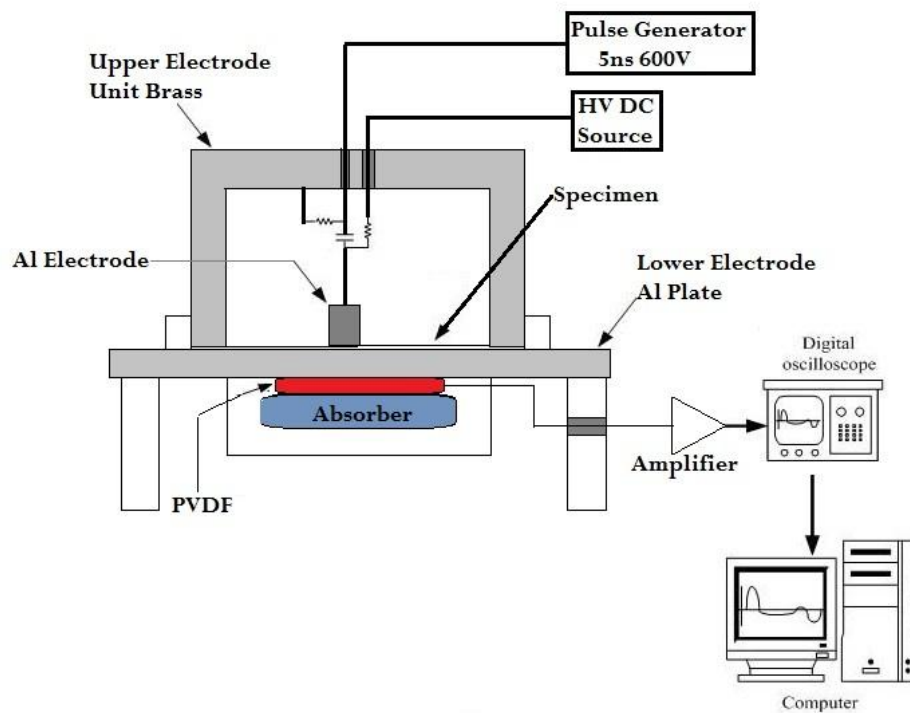 Pulse Generator
5ns 600V
Upper Electrode
Unit Brass
HV DC
Source
Specimen
Al Electrode
Lower Electrode
Al Plate
Digital
oscilloscope
Absorber
Amplifier
PVDF
Computer